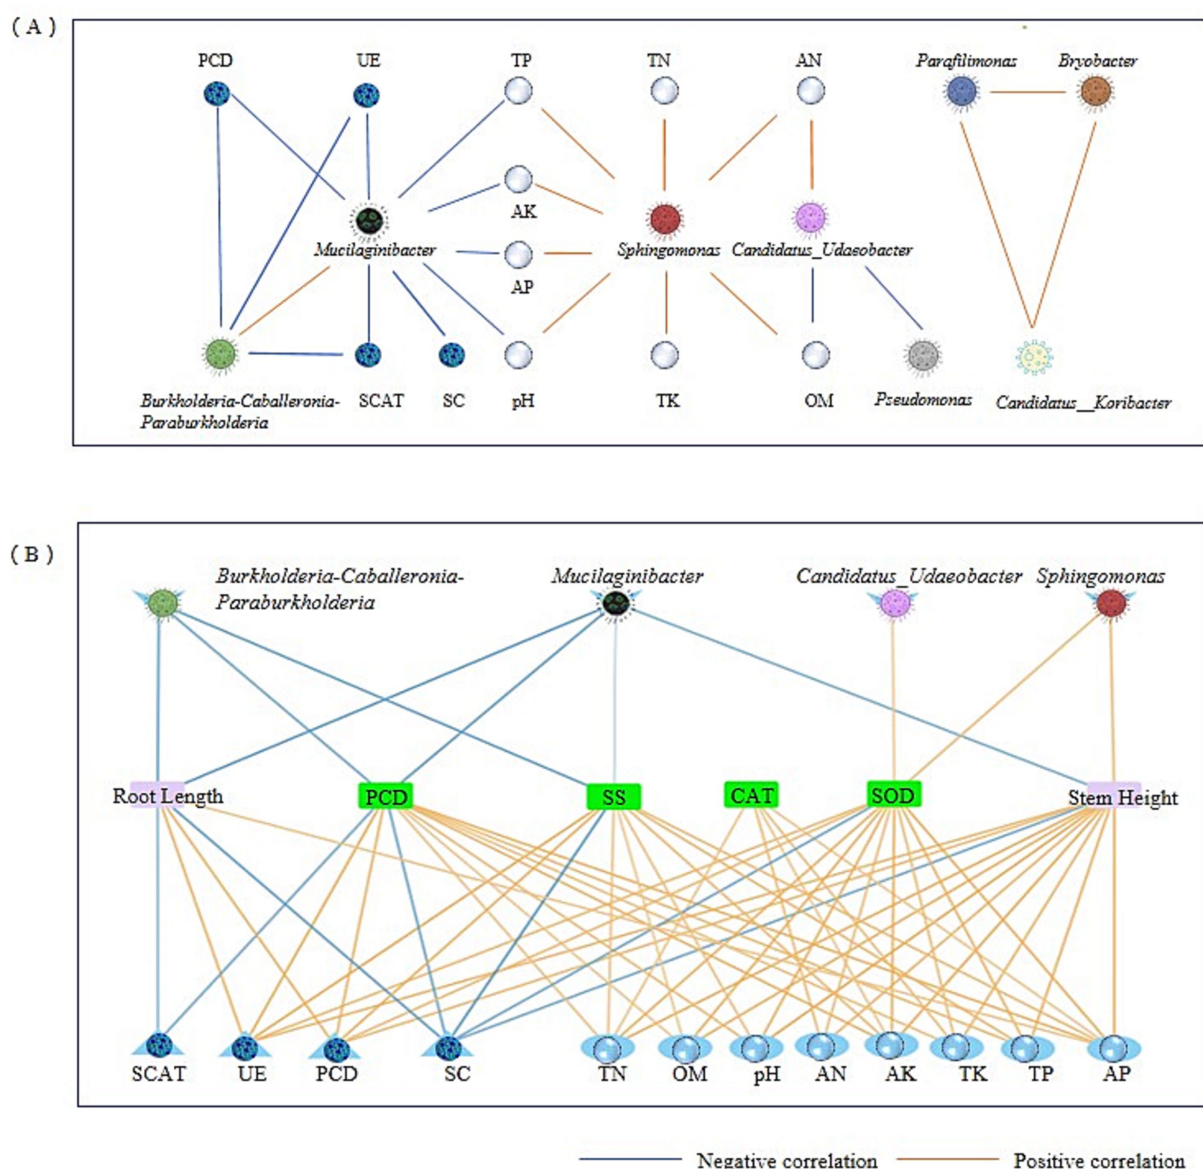 ( A )
PCD UE TP TN AN Parafilimonas Bryobacter
AK
Mucilaginibacter Sphingomonas Candidatus_Udaeobacter
AP
Burkholderia-Caballeronia-
Paraburkholderia
SCAT SC pH TK OM Pseudomonas Candidatus__Koribacter
( B )
Burkholderia-Caballeronia-
Paraburkholderia
Mucilaginibacter Candidatus_Udaeobacter Sphingomonas
Root Length PCD SS CAT SOD Stem Height
SCAT UE PCD SC TN OM pH AN AK TK TP AP
Negative correlation Positive correlation